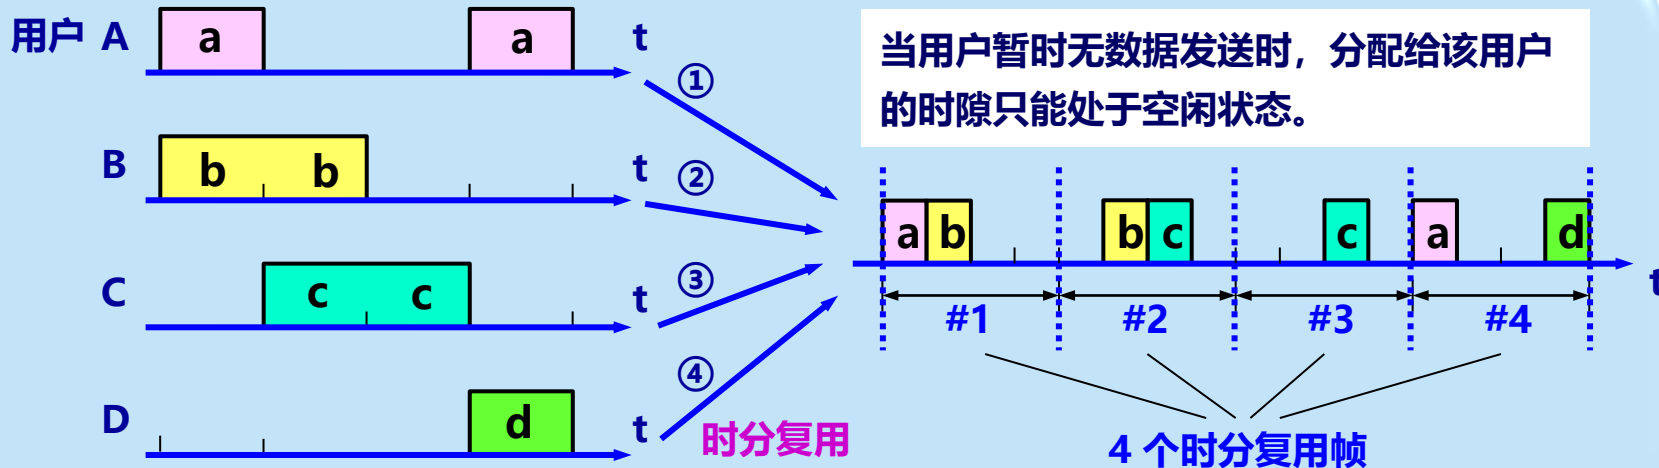 用户 A a a t
①
当用户暂时无数据发送时，分配给该用户
的时隙只能处于空闲状态。
B b b t
②
a b b c c a d
t
C c c t
③
#1 #2 #3 #4
④
D d t
时分复用
4 个时分复用帧